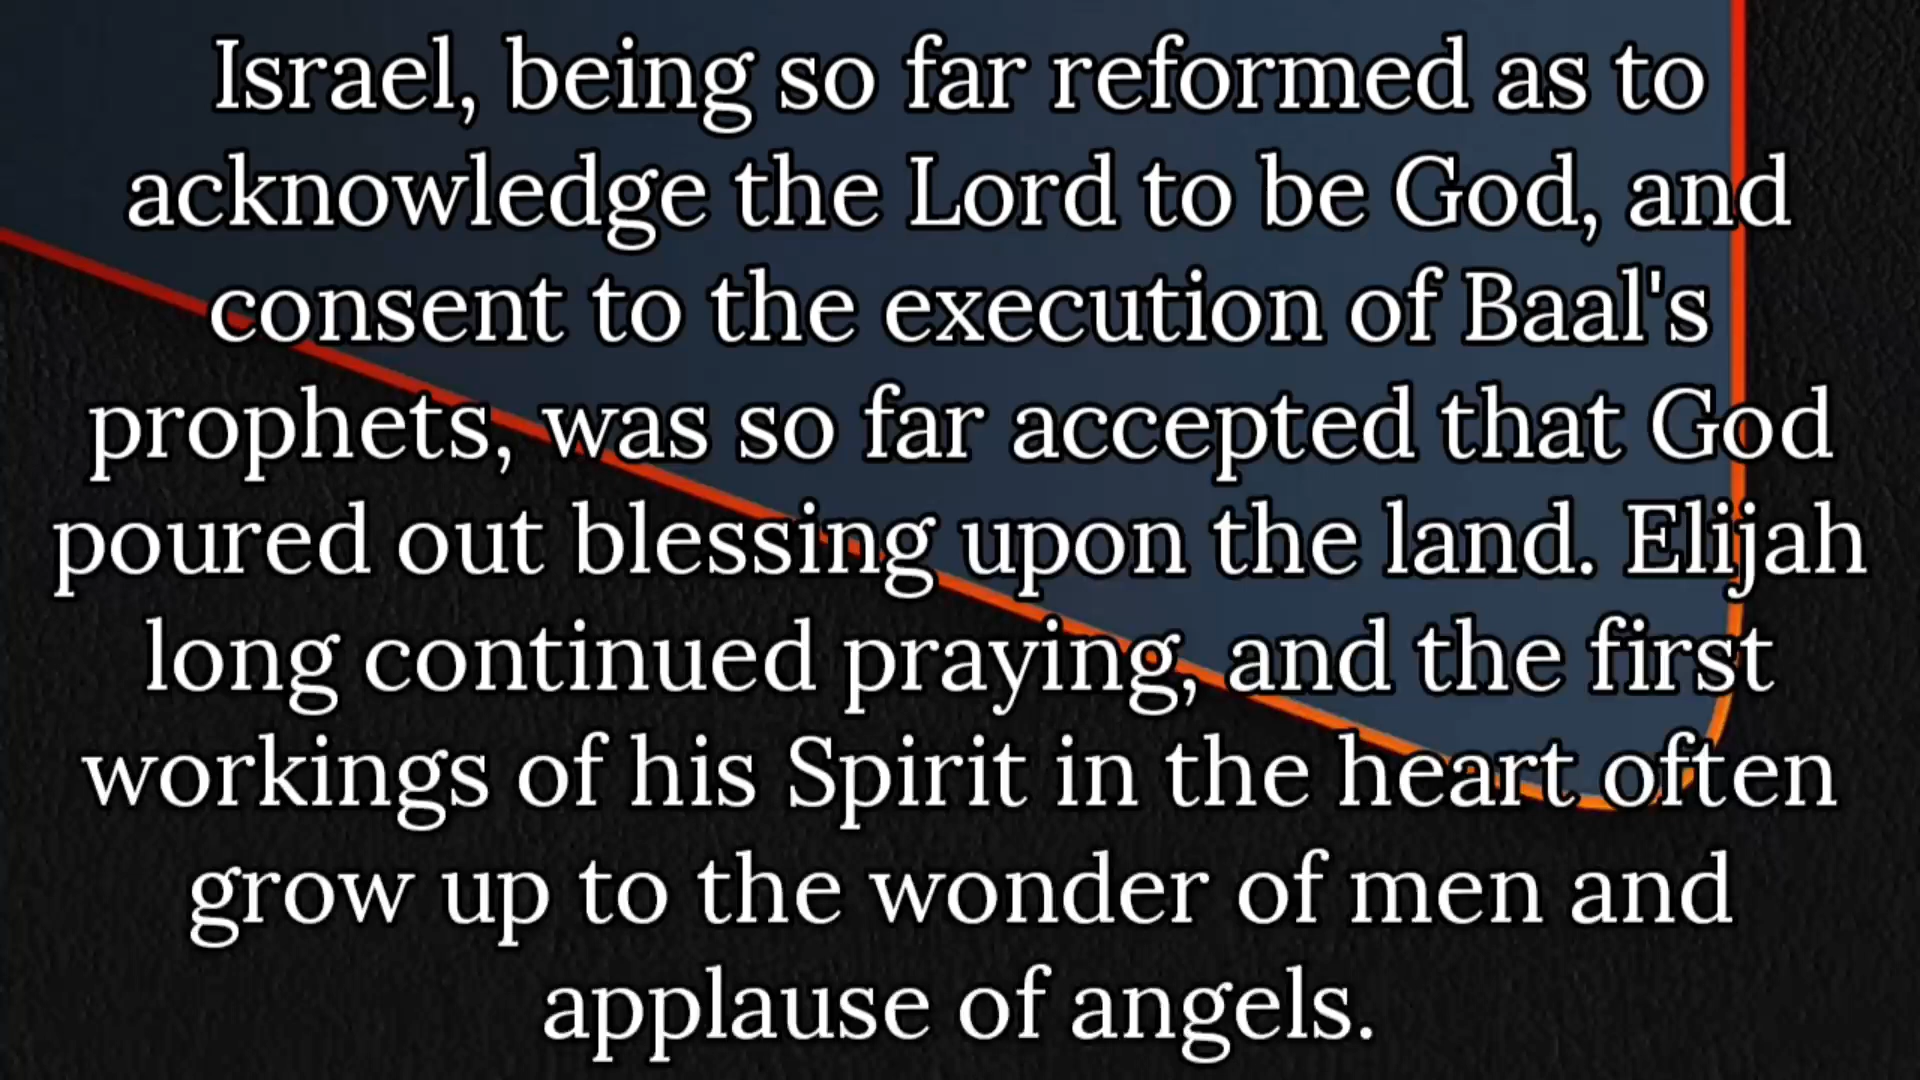 Israel, being so far reformed as to
acknowledge the Lord to be God, and
consent to the execution of Baal's
prophets, was so far accepted that God
poured out blessing upon the land. Elijah
long continued praying, and the first
workings of his Spirit in the heart often
grow up to the wonder of men and
applause of angels.